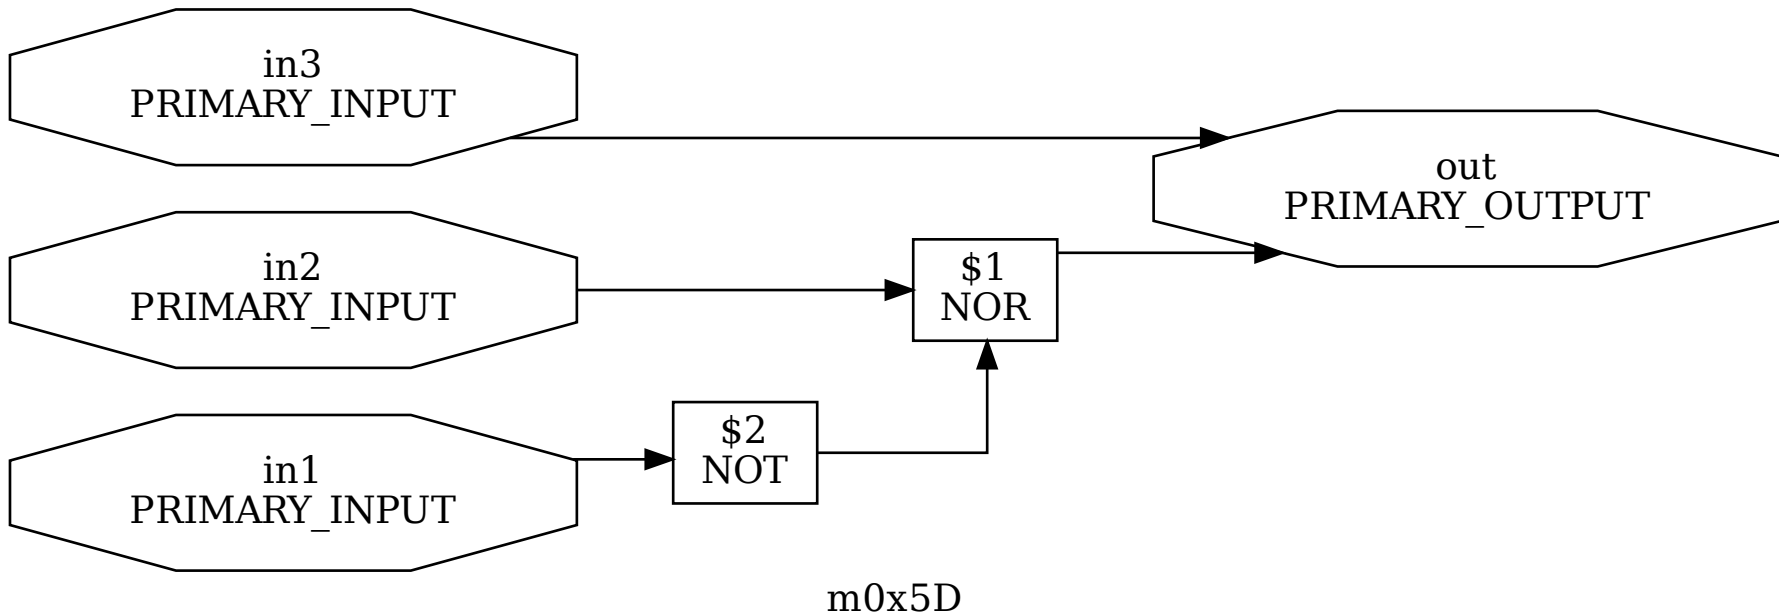 in3
PRIMARY_INPUT
out
PRIMARY_OUTPUT
in2
PRIMARY_INPUT
$1
NOR
$2
NOT
in1
PRIMARY_INPUT
m0x5D